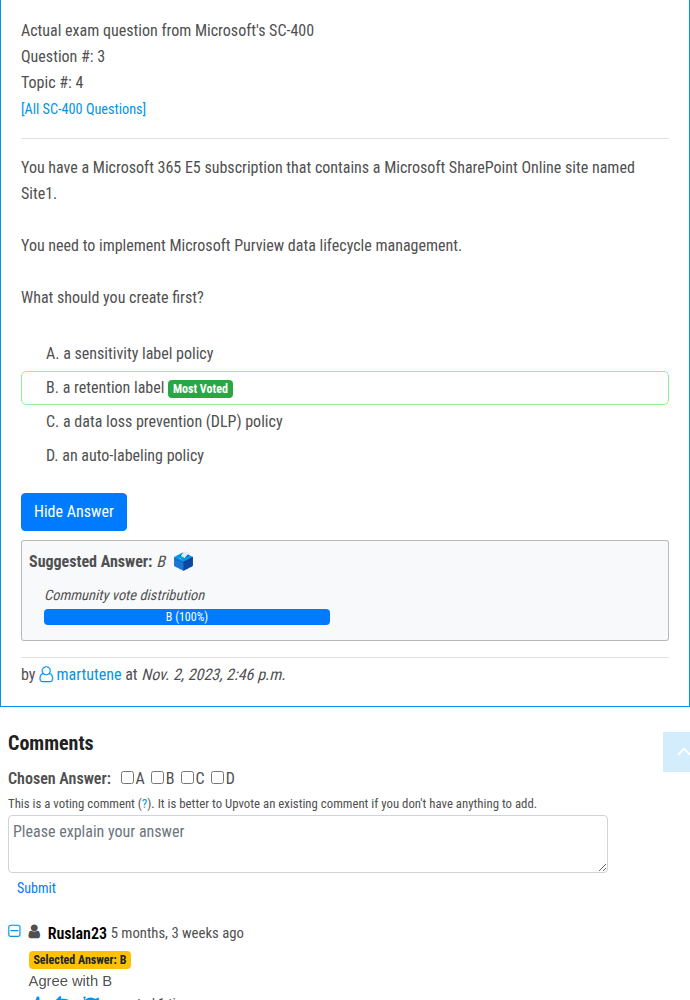 Actual exam question from Microsoft's SC-400
Question #: 3
Topic #: 4
[All SC-400 Questions]
You have a Microsoft 365 E5 subscription that contains a Microsoft SharePoint Online site named
Site1.
You need to implement Microsoft Purview data lifecycle management.
What should you create first?
A. a sensitivity label policy
B. a retention label Most Voted
C. a data loss prevention (DLP) policy
D. an auto-labeling policy
Hide Answer
Suggested Answer: B
Community vote distribution
B (100%)
by martutene at Nov. 2, 2023, 2:46 p.m.
Comments
Chosen Answer: A B C D
This is a voting comment (?). It is better to Upvote an existing comment if you don't have anything to add.
Please explain your answer
Submit
Ruslan23 5 months, 3 weeks ago
Selected Answer: B
Agree with B